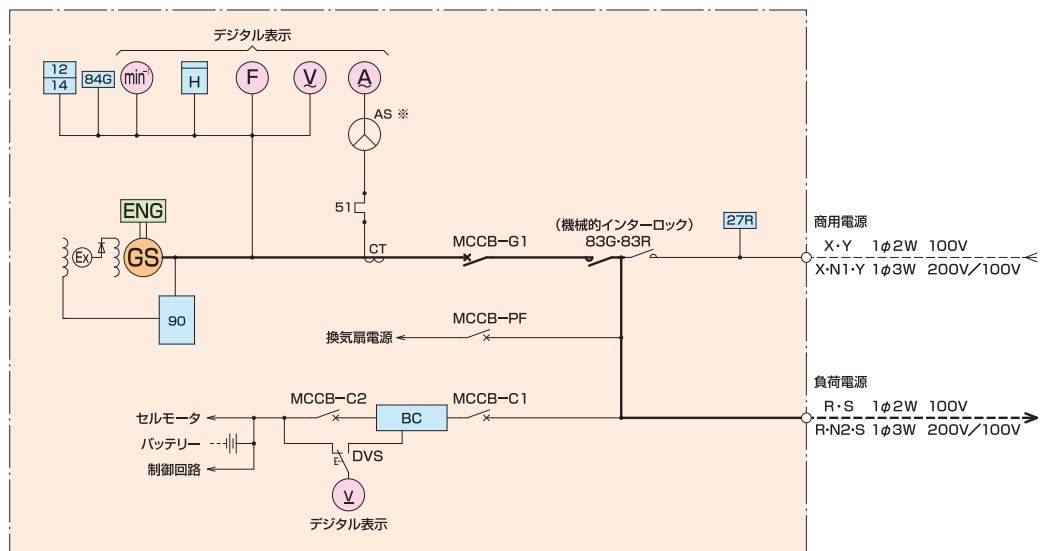 デジタル表示
12
14
84G
min⁻¹
H
F
V
A
AS ※
51
CT
ENG
GS
Ex
90
MCCB-G1
(機械的インターロック)
83G・83R
27R
商用電源
X・Y 1φ2W 100V
X・N1・Y 1φ3W 200V/100V
換気扇電源
MCCB-PF
負荷電源
R・S 1φ2W 100V
R・N2・S 1φ3W 200V/100V
セルモータ
MCCB-C2
BC
MCCB-C1
バッテリー
制御回路
E-
DVS
V
デジタル表示